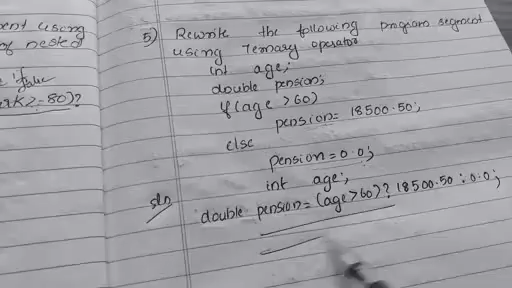 ent using
of nested
e 'false
k>=80)?
5) Rewrite the following program segment
using Ternary operator
int age;
double pension;
if(age >60)
pension= 18500.50;
else
pension=0.0;
int age;
soln
double pension=(age>60)? 18500.50:0.0;